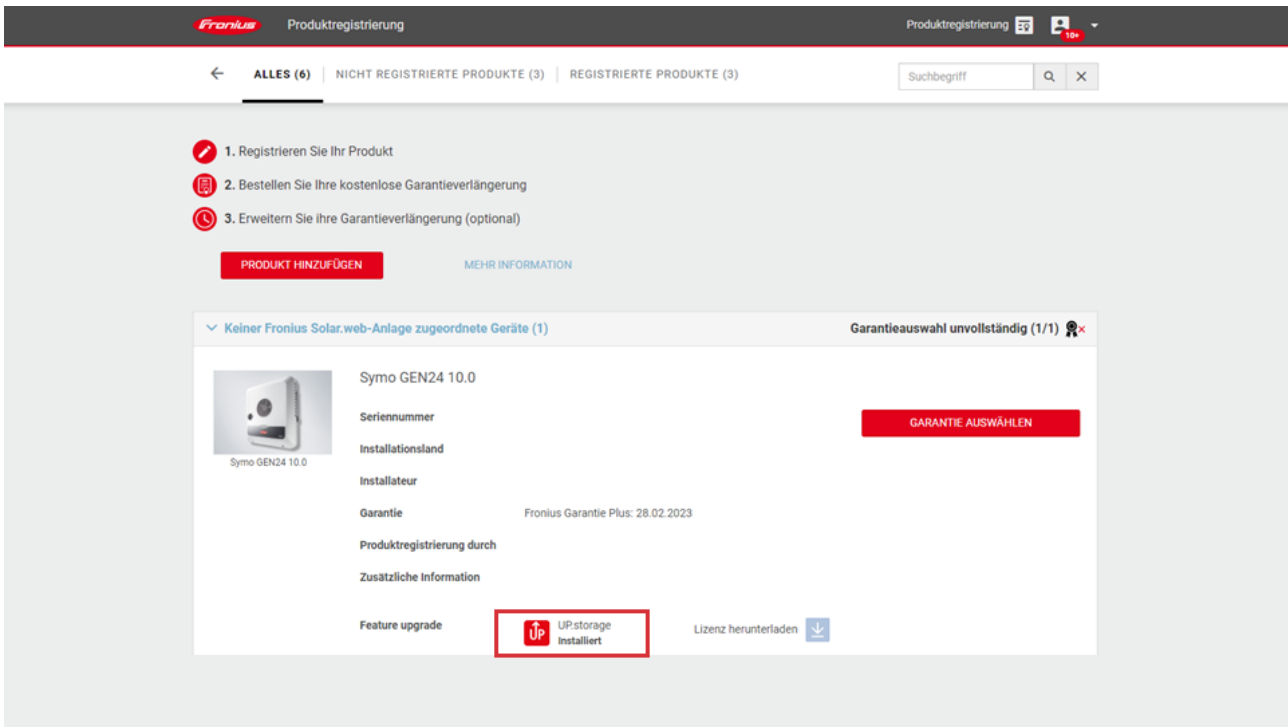 Fronius Produktregistrierung Produktregistrierung 10+
ALLES (6) NICHT REGISTRIERTE PRODUKTE (3) REGISTRIERTE PRODUKTE (3) Suchbegriff
1. Registrieren Sie Ihr Produkt
2. Bestellen Sie Ihre kostenlose Garantieverlängerung
3. Erweitern Sie ihre Garantieverlängerung (optional)
PRODUKT HINZUFÜGEN MEHR INFORMATION
Keiner Fronius Solar.web-Anlage zugeordnete Geräte (1) Garantieauswahl unvollständig (1/1)
Symo GEN24 10.0
Seriennummer GARANTIE AUSWÄHLEN
Installationsland
Symo GEN24 10.0
Installateur
Garantie Fronius Garantie Plus: 28.02.2023
Produktregistrierung durch
Zusätzliche Information
Feature upgrade UP UP.storage Lizenz herunterladen
Installiert